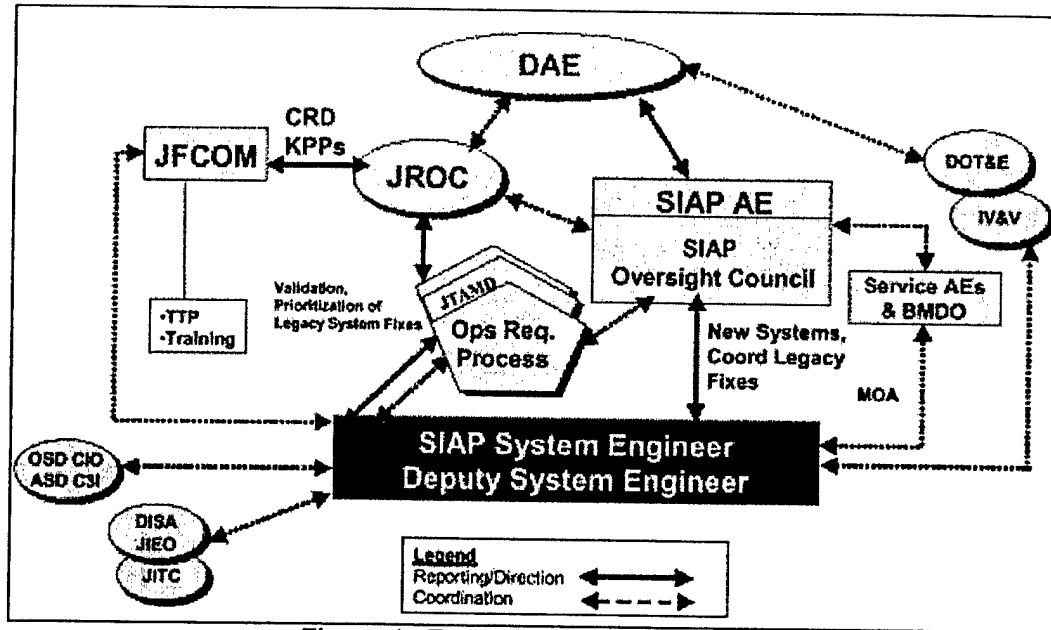 DAE
CRD
KPPs
JFCOM
JROC
DOT&E
IV&V
SIAP AE
SIAP
Oversight Council
Service AEs
& BMDO
•TTP
•Training
Validation,
Prioritization of
Legacy System Fixes
JTAMD
Ops Req.
Process
New Systems,
Coord Legacy
Fixes
MOA
SIAP System Engineer
Deputy System Engineer
OSD CIO
ASD C3I
DISA
JIEO
JITC
Legend
Reporting/Direction
Coordination